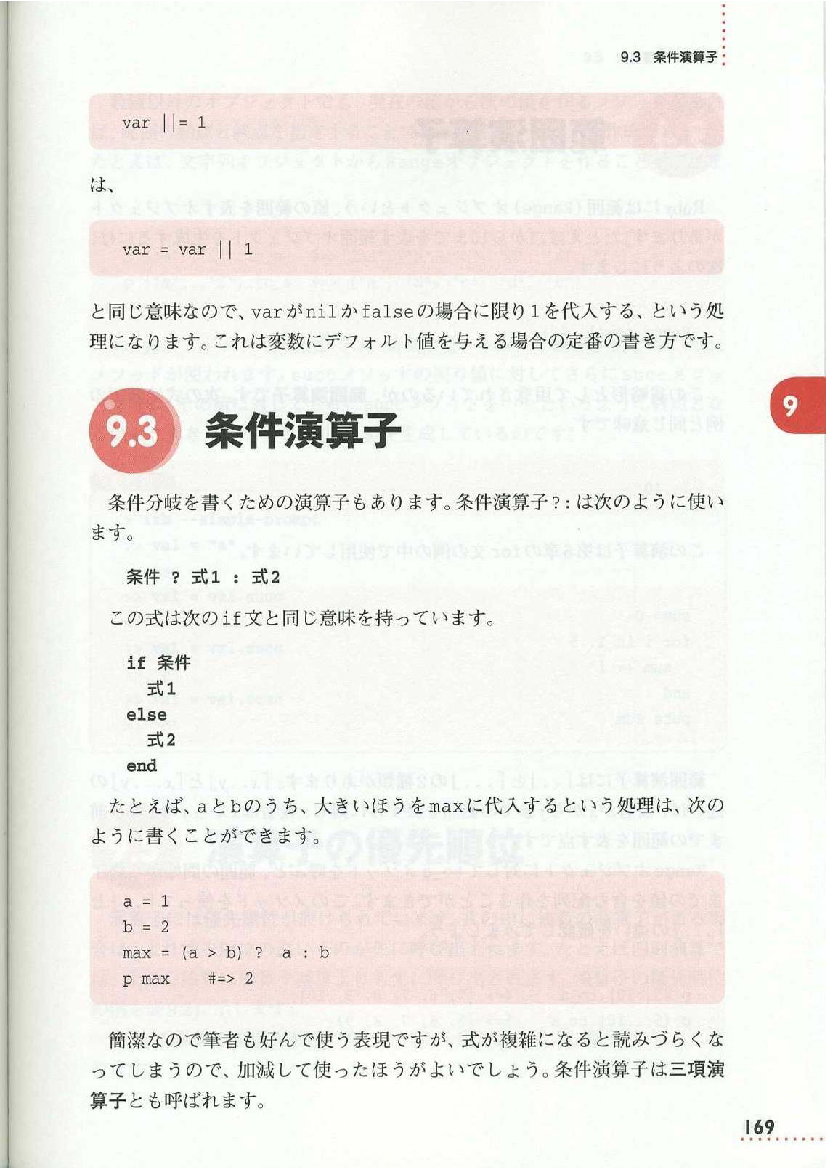 9.3 条件演算子
var ||= 1
は、
var = var || 1
と同じ意味なので、varがnilかfalseの場合に限り1を代入する、という処
理になります。これは変数にデフォルト値を与える場合の定番の書き方です。
9
9.3 条件演算子
条件分岐を書くための演算子もあります。条件演算子?:は次のように使い
ます。
条件 ? 式1 : 式2
この式は次のif文と同じ意味を持っています。
if 条件
式1
else
式2
end
たとえば、aとbのうち、大きいほうをmaxに代入するという処理は、次の
ように書くことができます。
a = 1
b = 2
max = (a > b) ? a : b
p max #=> 2
簡潔なので筆者も好んで使う表現ですが、式が複雑になると読みづらくな
ってしまうので、加減して使ったほうがよいでしょう。条件演算子は三項演
算子とも呼ばれます。
169